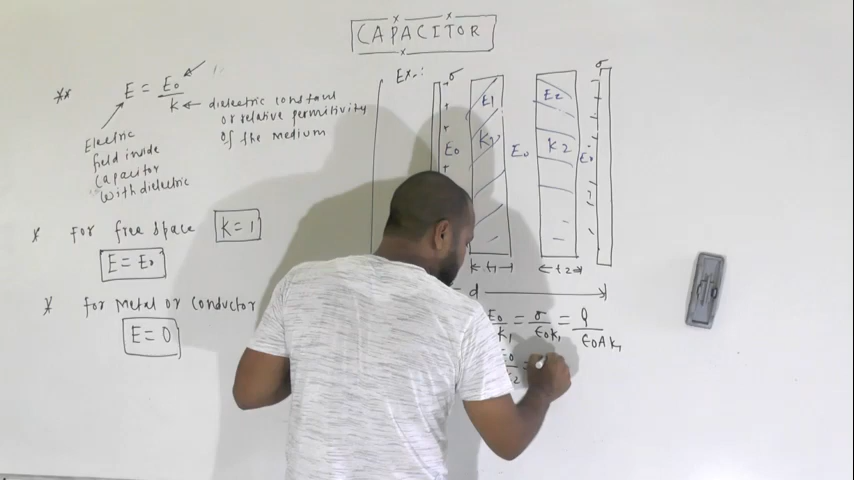 CAPACITOR
** E = E0/K ← dielectric constant
or relative permitivity
of the medium
Electric
field inside
capacitor
with dielectric
* For free space K=1
E = E0
* for Metal or conductor
E = 0
Ex.:
σ σ
E1 E2
K1 K2
E0 E0 E0
t1 t2
d
E0/K1 = σ/ε0K1 = q/ε0AK1
E0/K2 =